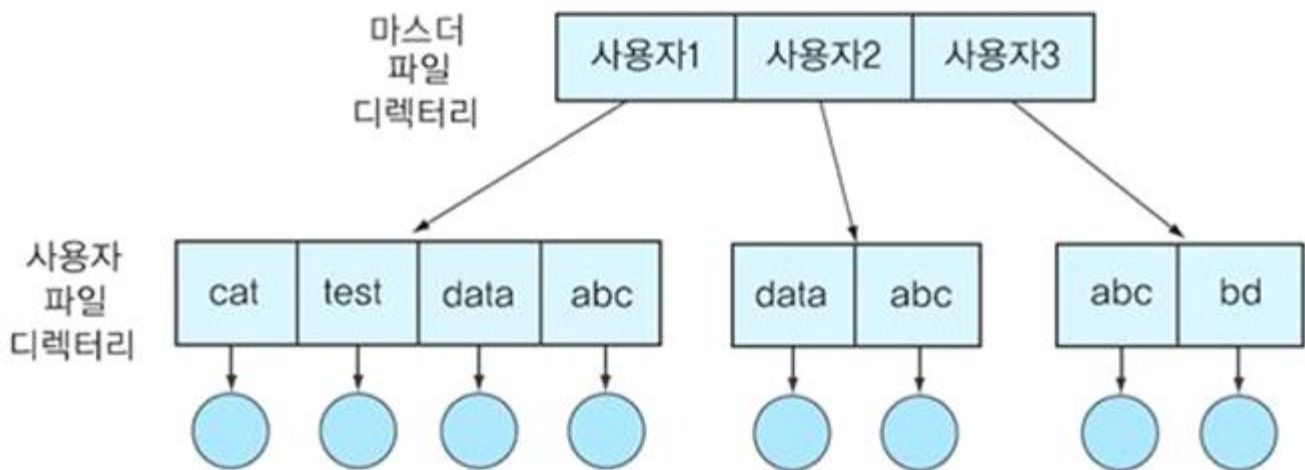 마스더
파일
디렉터리
사용자1 사용자2 사용자3
사용자
파일
디렉터리
cat test data abc data abc abc bd